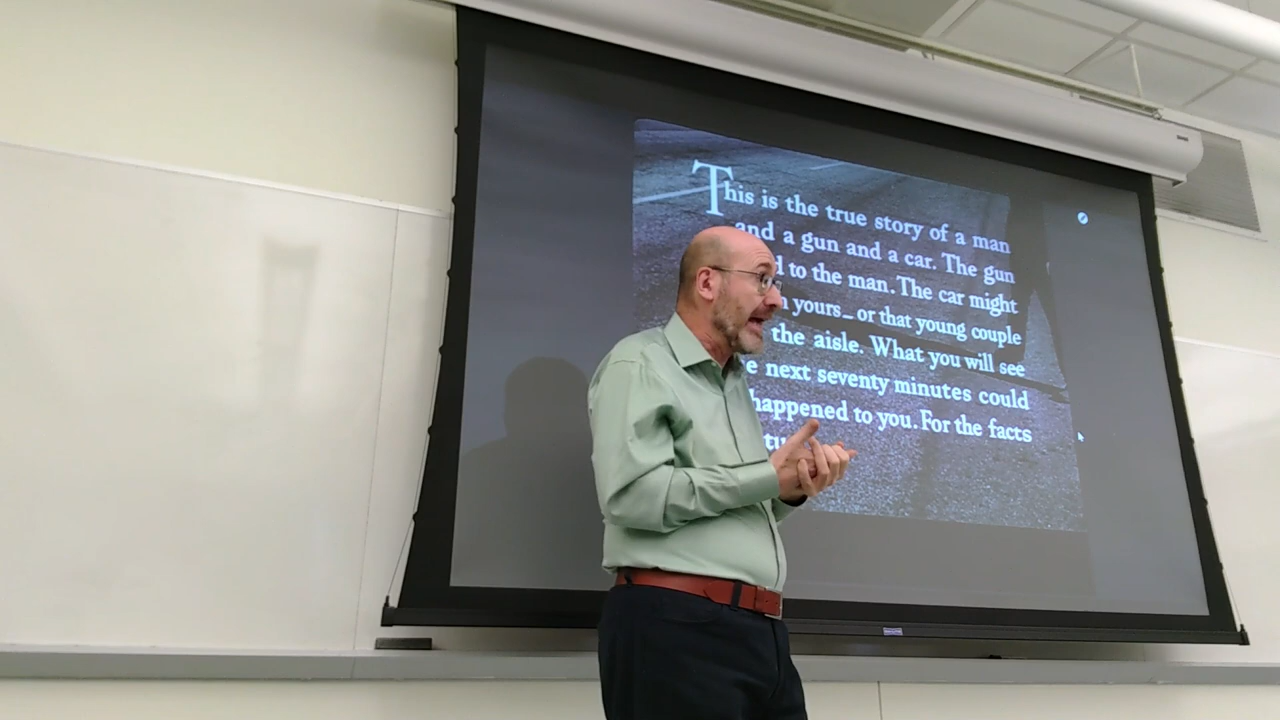 This is the true story of a man
and a gun and a car. The gun
to the man. The car might
yours_or that young couple
the aisle. What you will see
next seventy minutes could
happened to you. For the facts